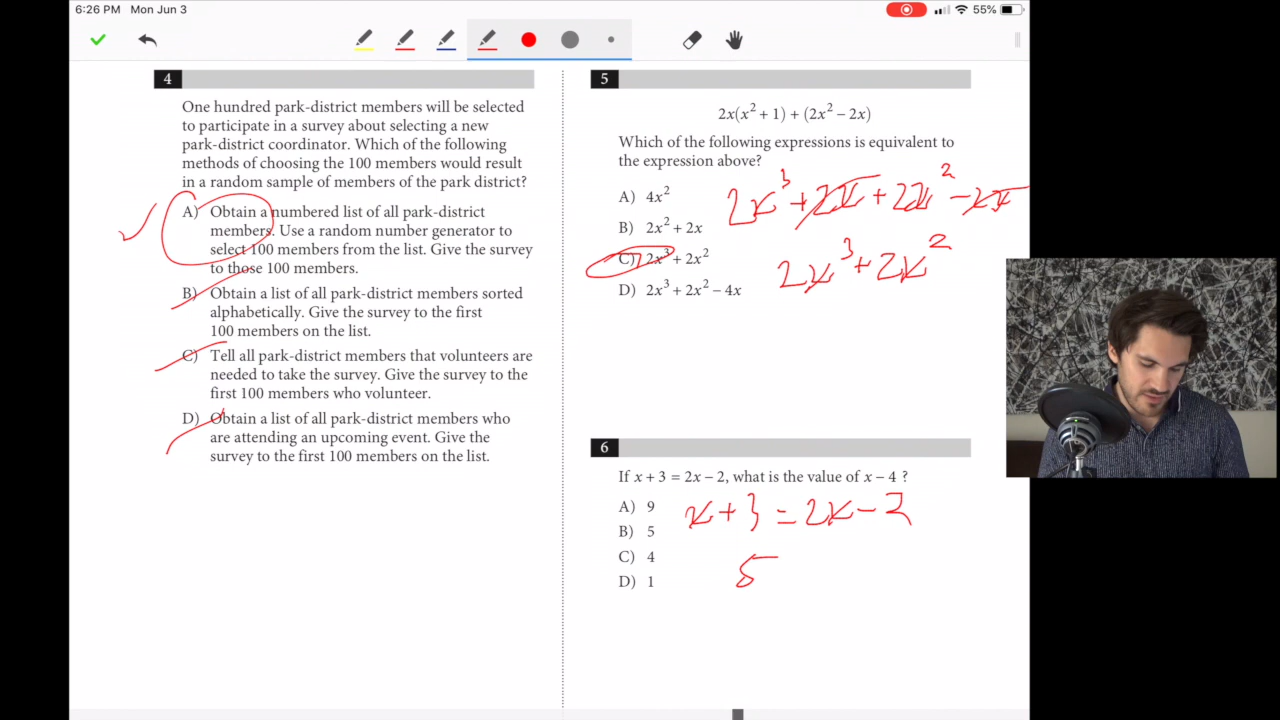 6:26 PM Mon Jun 3
55%
4
One hundred park-district members will be selected
to participate in a survey about selecting a new
park-district coordinator. Which of the following
methods of choosing the 100 members would result
in a random sample of members of the park district?
A) Obtain a numbered list of all park-district
members. Use a random number generator to
select 100 members from the list. Give the survey
to those 100 members.
B) Obtain a list of all park-district members sorted
alphabetically. Give the survey to the first
100 members on the list.
C) Tell all park-district members that volunteers are
needed to take the survey. Give the survey to the
first 100 members who volunteer.
D) Obtain a list of all park-district members who
are attending an upcoming event. Give the
survey to the first 100 members on the list.
5
2x(x² + 1) + (2x² − 2x)
Which of the following expressions is equivalent to
the expression above?
A) 4x²
B) 2x² + 2x
C) 2x³ + 2x²
D) 2x³ + 2x² − 4x
2x³ + 2x + 2x² − 2x
2x³ + 2x²
6
If x + 3 = 2x − 2, what is the value of x − 4 ?
A) 9
B) 5
C) 4
D) 1
x + 3 = 2x − 2
5